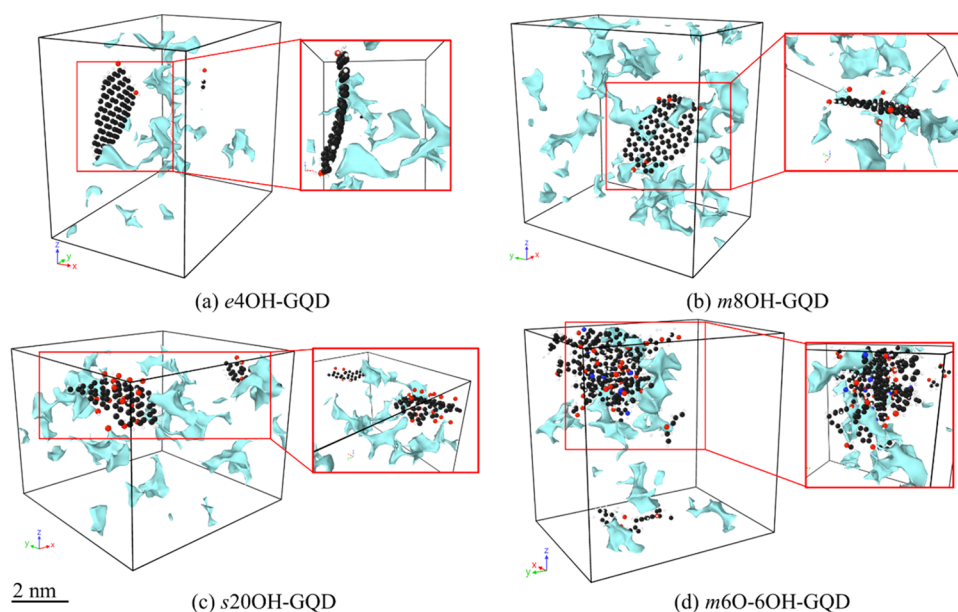 (a) e4OH-GQD
(b) m8OH-GQD
(c) s20OH-GQD
(d) m6O-6OH-GQD
2 nm
z
y
x
z
y
x
z
y
x
z
x
y